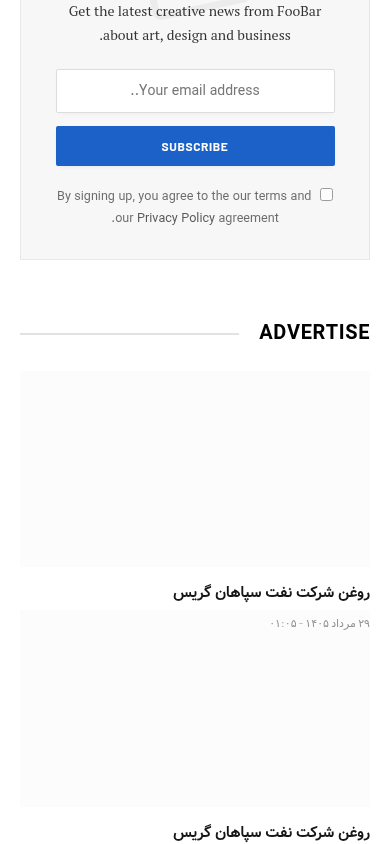 Get the latest creative news from FooBar
.about art, design and business
..Your email address
SUBSCRIBE
By signing up, you agree to the our terms and
.our Privacy Policy agreement
ADVERTISE
روغن شرکت نفت سپاهان گریس
۲۹ مرداد ۱۴۰۵ - ۰۱:۰۵
روغن شرکت نفت سپاهان گریس